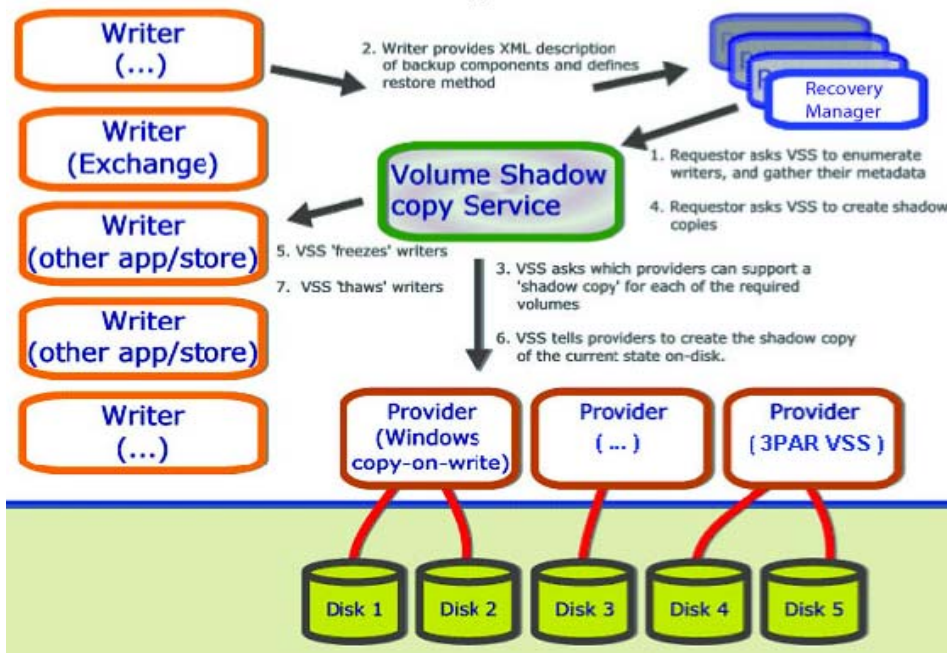 Writer
(...)
2. Writer provides XML description
of backup components and defines
restore method
Recovery
Manager
Writer
(Exchange)
Volume Shadow
copy Service
1. Requestor asks VSS to enumerate
writers, and gather their metadata
4. Requestor asks VSS to create shadow
copies
Writer
(other app/store)
5. VSS 'freezes' writers
7. VSS 'thaws' writers
3. VSS asks which providers can support a
'shadow copy' for each of the required
volumes
6. VSS tells providers to create the shadow copy
of the current state on-disk.
Writer
(other app/store)
Writer
(...)
Provider
(Windows
copy-on-write)
Provider
(...)
Provider
(3PAR VSS)
Disk 1
Disk 2
Disk 3
Disk 4
Disk 5